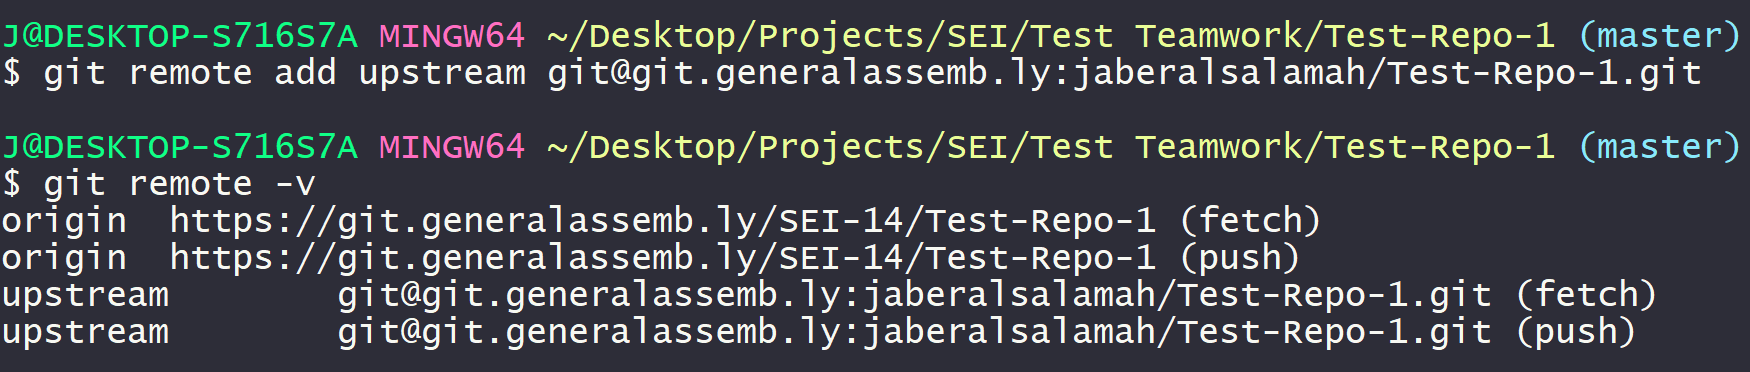 J@DESKTOP-S716S7A MINGW64 ~/Desktop/Projects/SEI/Test Teamwork/Test-Repo-1 (master)
$ git remote add upstream git@git.generalassemb.ly:jaberalsalamah/Test-Repo-1.git
J@DESKTOP-S716S7A MINGW64 ~/Desktop/Projects/SEI/Test Teamwork/Test-Repo-1 (master)
$ git remote -v
origin  https://git.generalassemb.ly/SEI-14/Test-Repo-1 (fetch)
origin  https://git.generalassemb.ly/SEI-14/Test-Repo-1 (push)
upstream        git@git.generalassemb.ly:jaberalsalamah/Test-Repo-1.git (fetch)
upstream        git@git.generalassemb.ly:jaberalsalamah/Test-Repo-1.git (push)